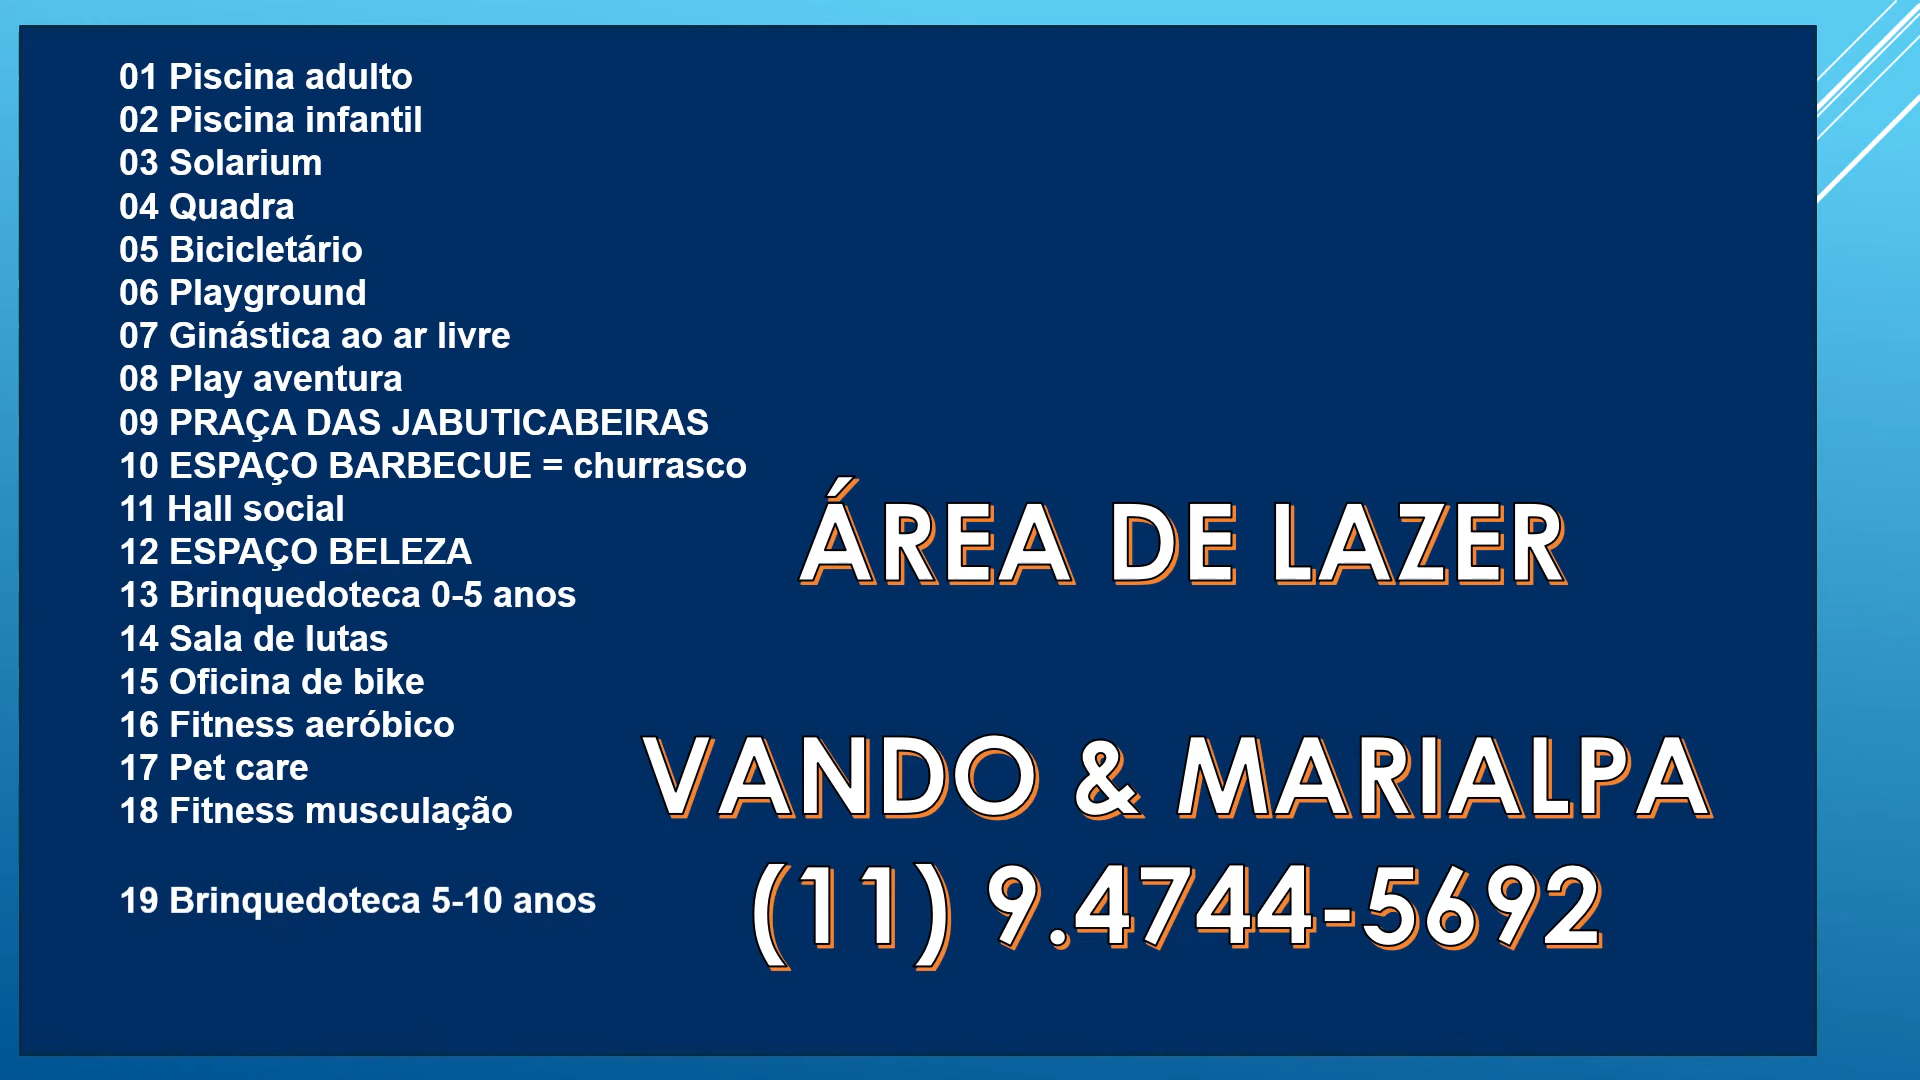 01 Piscina adulto
02 Piscina infantil
03 Solarium
04 Quadra
05 Bicicletário
06 Playground
07 Ginástica ao ar livre
08 Play aventura
09 PRAÇA DAS JABUTICABEIRAS
10 ESPAÇO BARBECUE = churrasco
11 Hall social
12 ESPAÇO BELEZA
13 Brinquedoteca 0-5 anos
14 Sala de lutas
15 Oficina de bike
16 Fitness aeróbico
17 Pet care
18 Fitness musculação
19 Brinquedoteca 5-10 anos
ÁREA DE LAZER
VANDO & MARIALPA
(11) 9.4744-5692